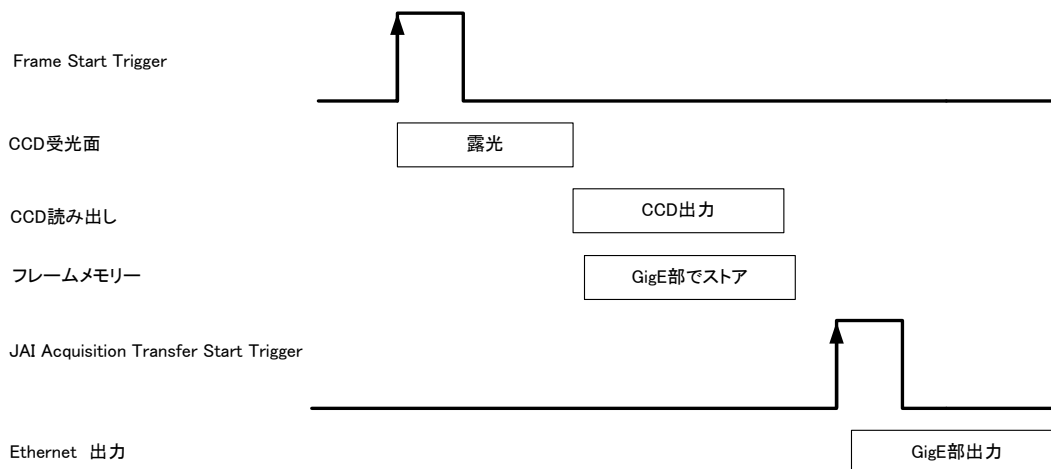 Frame Start Trigger
CCD受光面
露光
CCD読み出し
CCD出力
フレームメモリー
GigE部でストア
JAI Acquisition Transfer Start Trigger
Ethernet 出力
GigE部出力